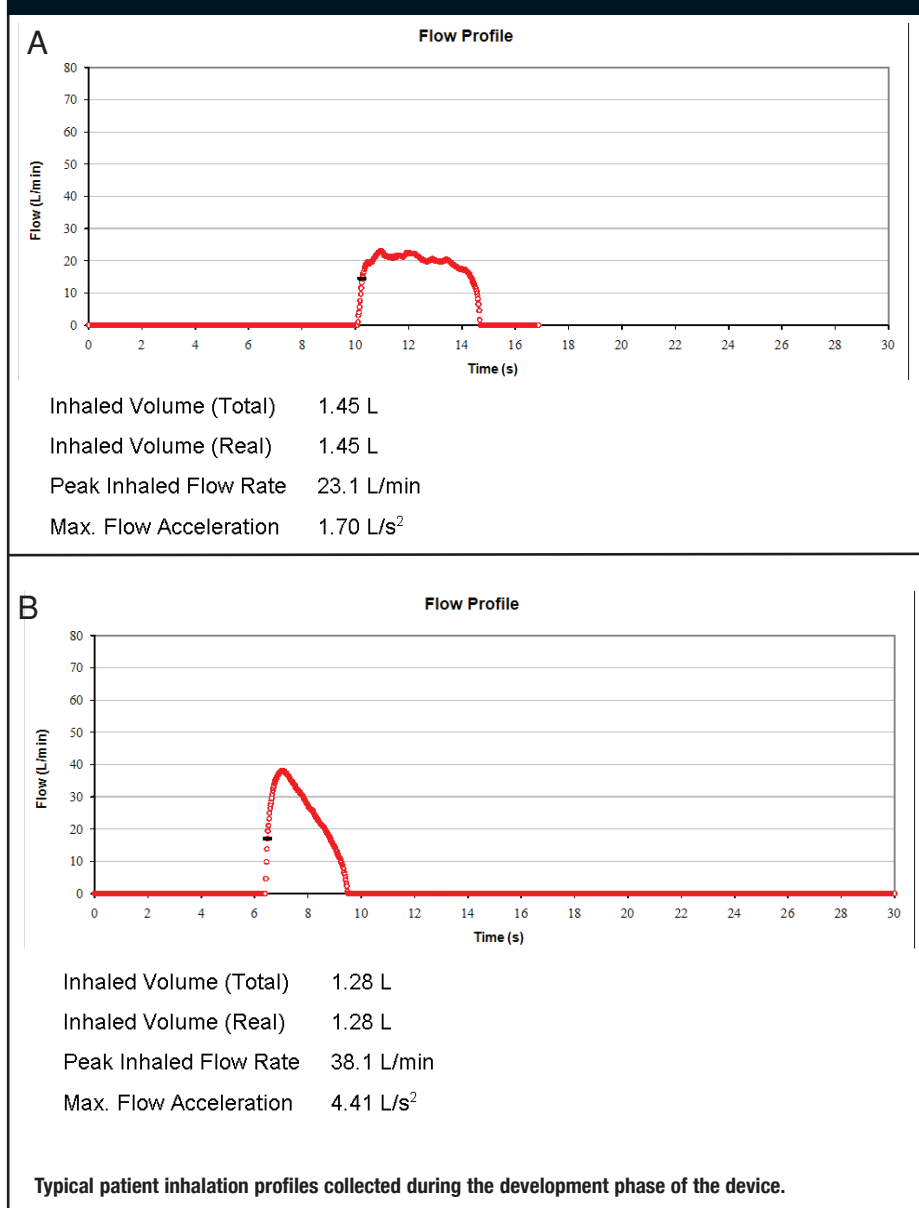 A
Flow Profile
80
70
60
50
40
30
20
10
0
Flow (L/min)
0 2 4 6 8 10 12 14 16 18 20 22 24 26 28 30
Time (s)
Inhaled Volume (Total) 1.45 L
Inhaled Volume (Real) 1.45 L
Peak Inhaled Flow Rate 23.1 L/min
Max. Flow Acceleration 1.70 L/s²
B
Flow Profile
80
70
60
50
40
30
20
10
0
Flow (L/min)
0 2 4 6 8 10 12 14 16 18 20 22 24 26 28 30
Time (s)
Inhaled Volume (Total) 1.28 L
Inhaled Volume (Real) 1.28 L
Peak Inhaled Flow Rate 38.1 L/min
Max. Flow Acceleration 4.41 L/s²
Typical patient inhalation profiles collected during the development phase of the device.